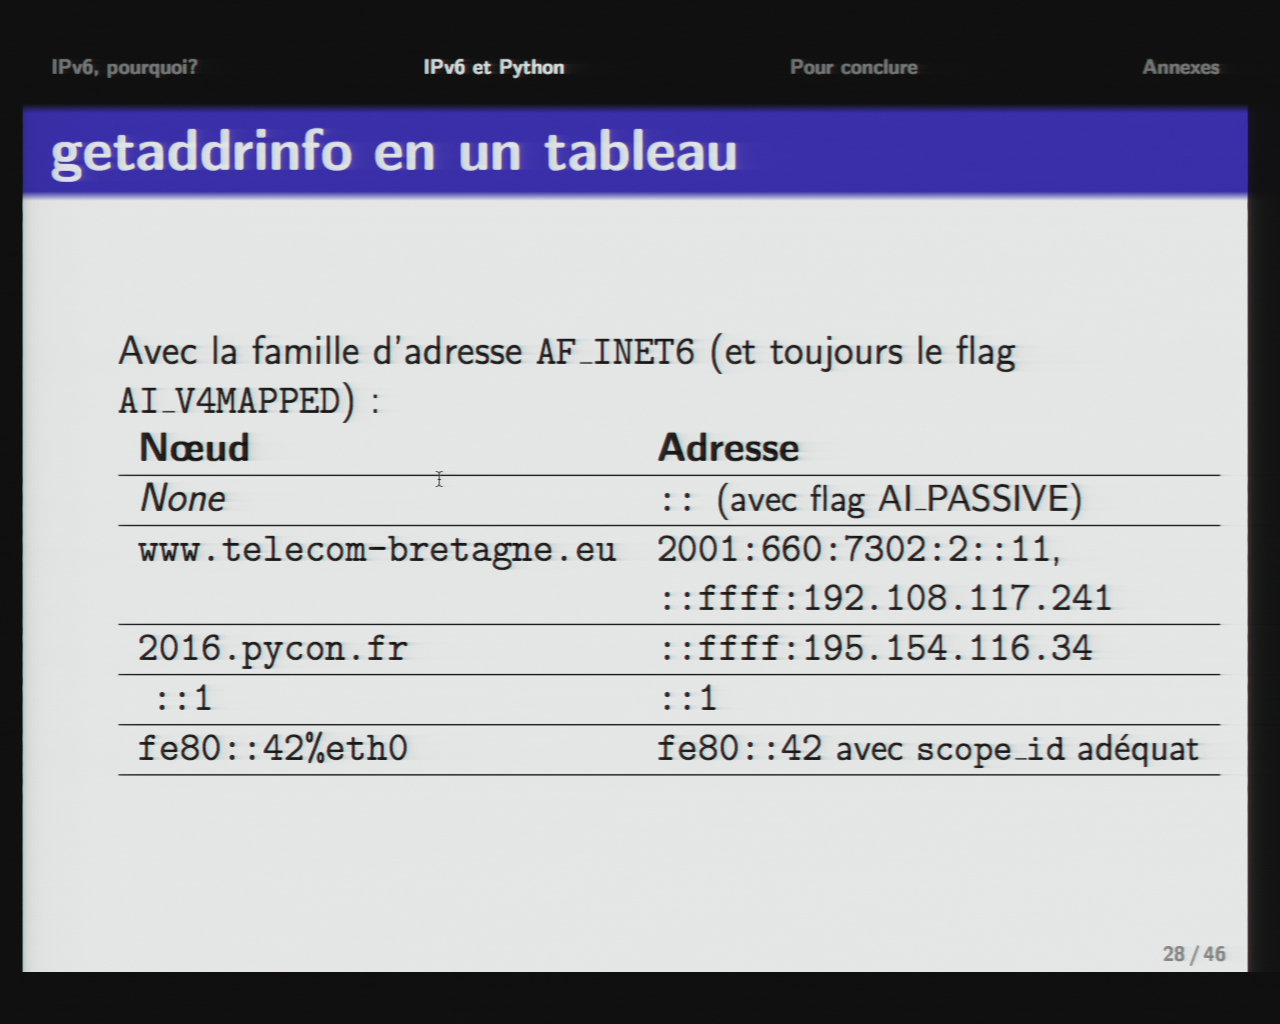 IPv6, pourquoi? IPv6 et Python Pour conclure Annexes
getaddrinfo en un tableau
Avec la famille d'adresse AF_INET6 (et toujours le flag
AI_V4MAPPED) :
Nœud Adresse
None :: (avec flag AI_PASSIVE)
www.telecom-bretagne.eu 2001:660:7302:2::11,
::ffff:192.108.117.241
2016.pycon.fr ::ffff:195.154.116.34
::1 ::1
fe80::42%eth0 fe80::42 avec scope_id adéquat
28 / 46